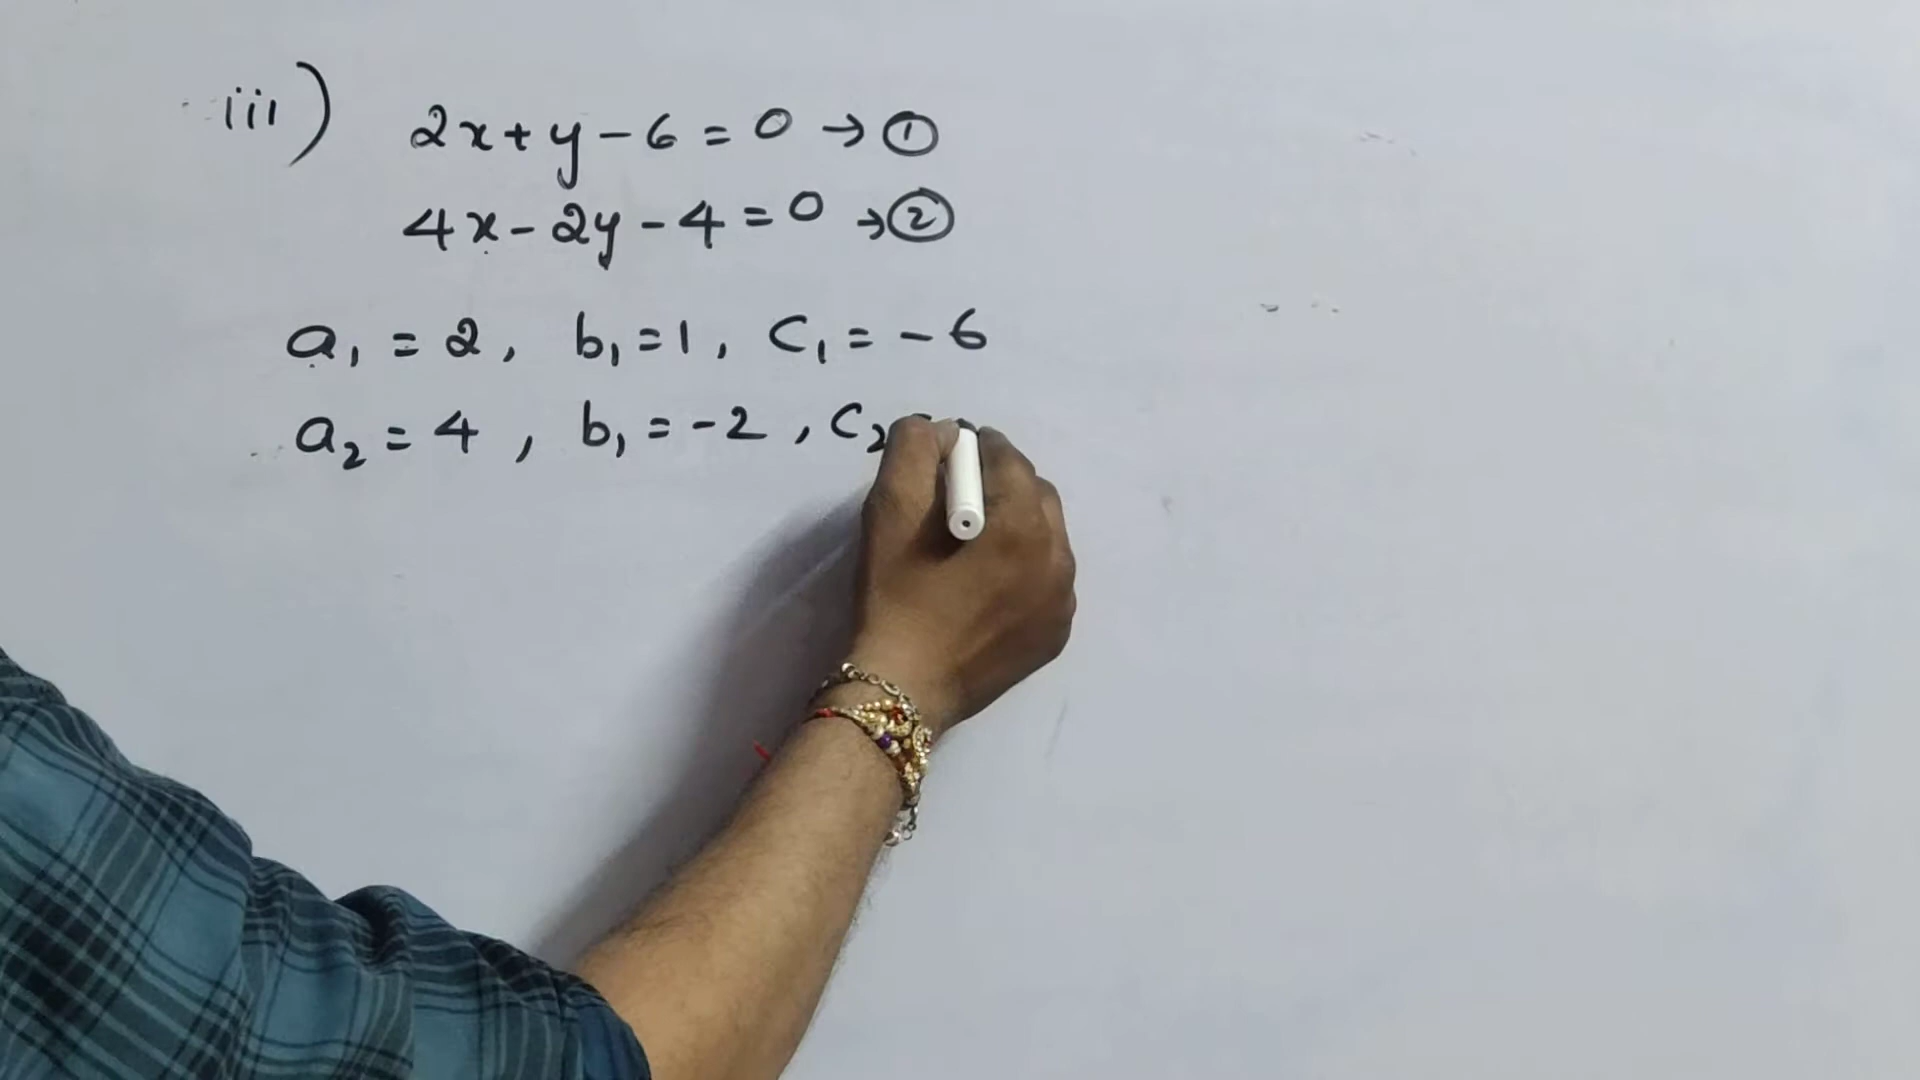 iii) 2x+y-6=0 → ①
4x-2y-4=0 → ②
a₁ = 2, b₁ = 1, c₁ = -6
a₂ = 4, b₁ = -2, c₂